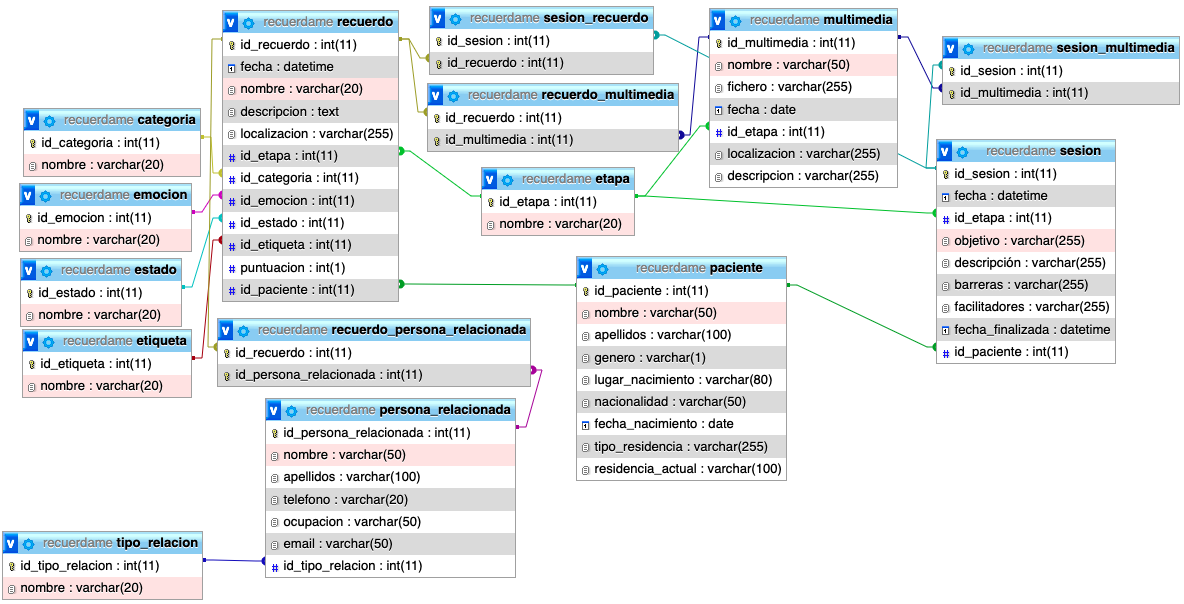 recuerdame recuerdo
id_recuerdo : int(11)
fecha : datetime
nombre : varchar(20)
descripcion : text
localizacion : varchar(255)
id_etapa : int(11)
id_categoria : int(11)
id_emocion : int(11)
id_estado : int(11)
id_etiqueta : int(11)
puntuacion : int(1)
id_paciente : int(11)
recuerdame sesion_recuerdo
id_sesion : int(11)
id_recuerdo : int(11)
recuerdame recuerdo_multimedia
id_recuerdo : int(11)
id_multimedia : int(11)
recuerdame multimedia
id_multimedia : int(11)
nombre : varchar(50)
fichero : varchar(255)
fecha : date
id_etapa : int(11)
localizacion : varchar(255)
descripcion : varchar(255)
recuerdame sesion_multimedia
id_sesion : int(11)
id_multimedia : int(11)
recuerdame categoria
id_categoria : int(11)
nombre : varchar(20)
recuerdame emocion
id_emocion : int(11)
nombre : varchar(20)
recuerdame estado
id_estado : int(11)
nombre : varchar(20)
recuerdame etiqueta
id_etiqueta : int(11)
nombre : varchar(20)
recuerdame etapa
id_etapa : int(11)
nombre : varchar(20)
recuerdame sesion
id_sesion : int(11)
fecha : datetime
id_etapa : int(11)
objetivo : varchar(255)
descripción : varchar(255)
barreras : varchar(255)
facilitadores : varchar(255)
fecha_finalizada : datetime
id_paciente : int(11)
recuerdame paciente
id_paciente : int(11)
nombre : varchar(50)
apellidos : varchar(100)
genero : varchar(1)
lugar_nacimiento : varchar(80)
nacionalidad : varchar(50)
fecha_nacimiento : date
tipo_residencia : varchar(255)
residencia_actual : varchar(100)
recuerdame recuerdo_persona_relacionada
id_recuerdo : int(11)
id_persona_relacionada : int(11)
recuerdame persona_relacionada
id_persona_relacionada : int(11)
nombre : varchar(50)
apellidos : varchar(100)
telefono : varchar(20)
ocupacion : varchar(50)
email : varchar(50)
id_tipo_relacion : int(11)
recuerdame tipo_relacion
id_tipo_relacion : int(11)
nombre : varchar(20)